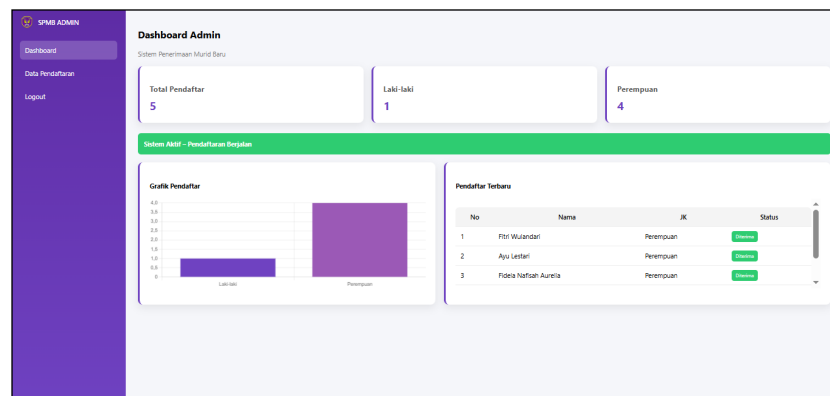 SPMB ADMIN
Dashboard
Data Pendaftaran
Logout
Dashboard Admin
Sistem Penerimaan Murid Baru
Total Pendaftar
5
Laki-laki
1
Perempuan
4
Sistem Aktif – Pendaftaran Berjalan
Grafik Pendaftar
4,0
3,5
3,0
2,5
2,0
1,5
1,0
0,5
0
Laki-laki
Perempuan
Pendaftar Terbaru
No Nama JK Status
1 Fitri Wulandari Perempuan Diterima
2 Ayu Lestari Perempuan Diterima
3 Fidela Nafisah Aurelia Perempuan Diterima